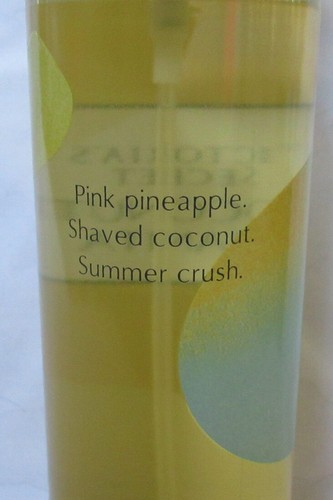 Pink pineapple.
Shaved coconut.
Summer crush.